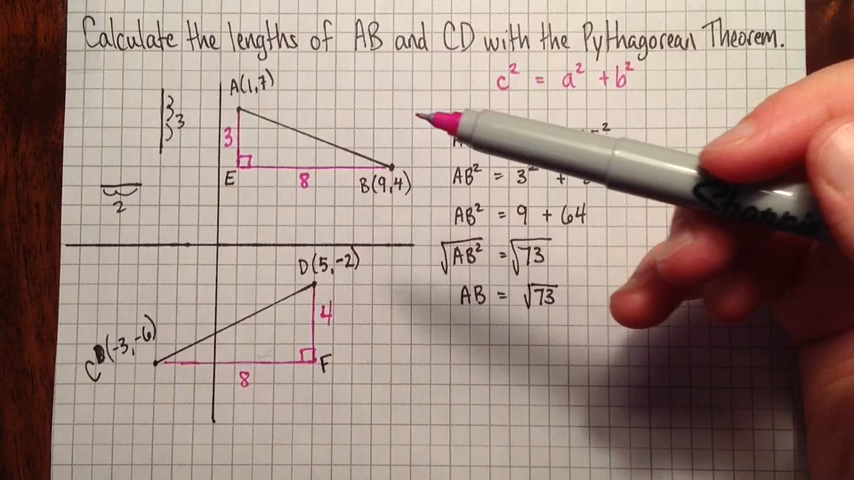 Calculate the lengths of AB and CD with the Pythagorean Theorem.
c² = a² + b²
A(1,7)
3
3
E
8
B(9,4)
2
AB² = 3² +
AB² = 9 + 64
√AB² = √73
AB = √73
D(5,-2)
4
C(-3,-6)
F
8
Sharpie